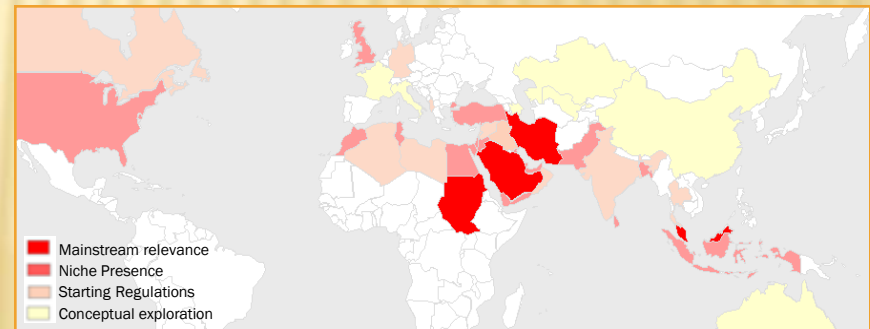 Mainstream relevance
Niche Presence
Starting Regulations
Conceptual exploration